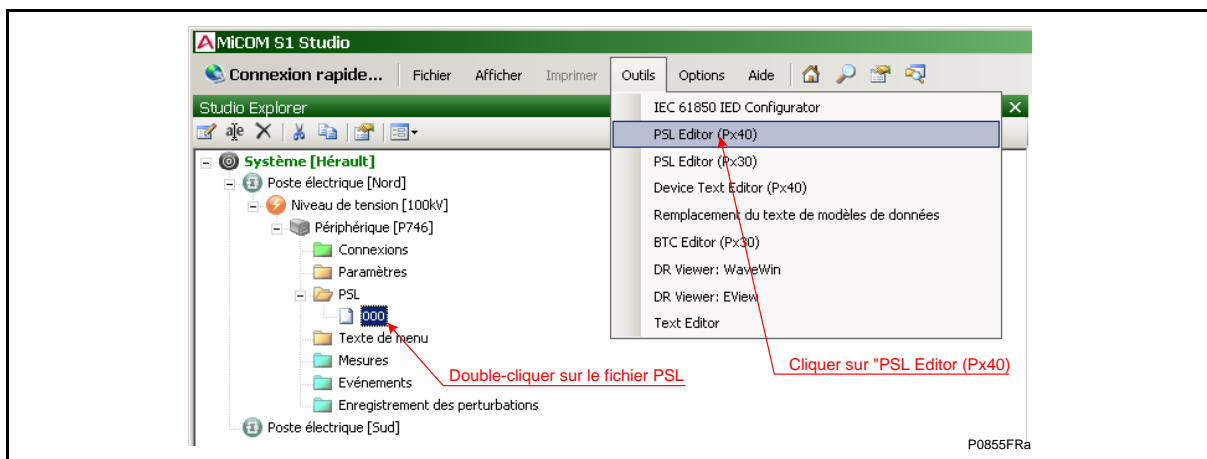 MiCOM S1 Studio
Connexion rapide... Fichier Afficher Imprimer Outils Options Aide
Studio Explorer
IEC 61850 IED Configurator
PSL Editor (Px40)
PSL Editor (Px30)
Device Text Editor (Px40)
Remplacement du texte de modèles de données
BTC Editor (Px30)
DR Viewer: WaveWin
DR Viewer: EView
Text Editor
Système [Hérault]
Poste électrique [Nord]
Niveau de tension [100kV]
Périphérique [P746]
Connexions
Paramètres
PSL
000
Texte de menu
Mesures
Evénements
Enregistrement des perturbations
Poste électrique [Sud]
Double-cliquer sur le fichier PSL
Cliquer sur "PSL Editor (Px40)
P0855FRa